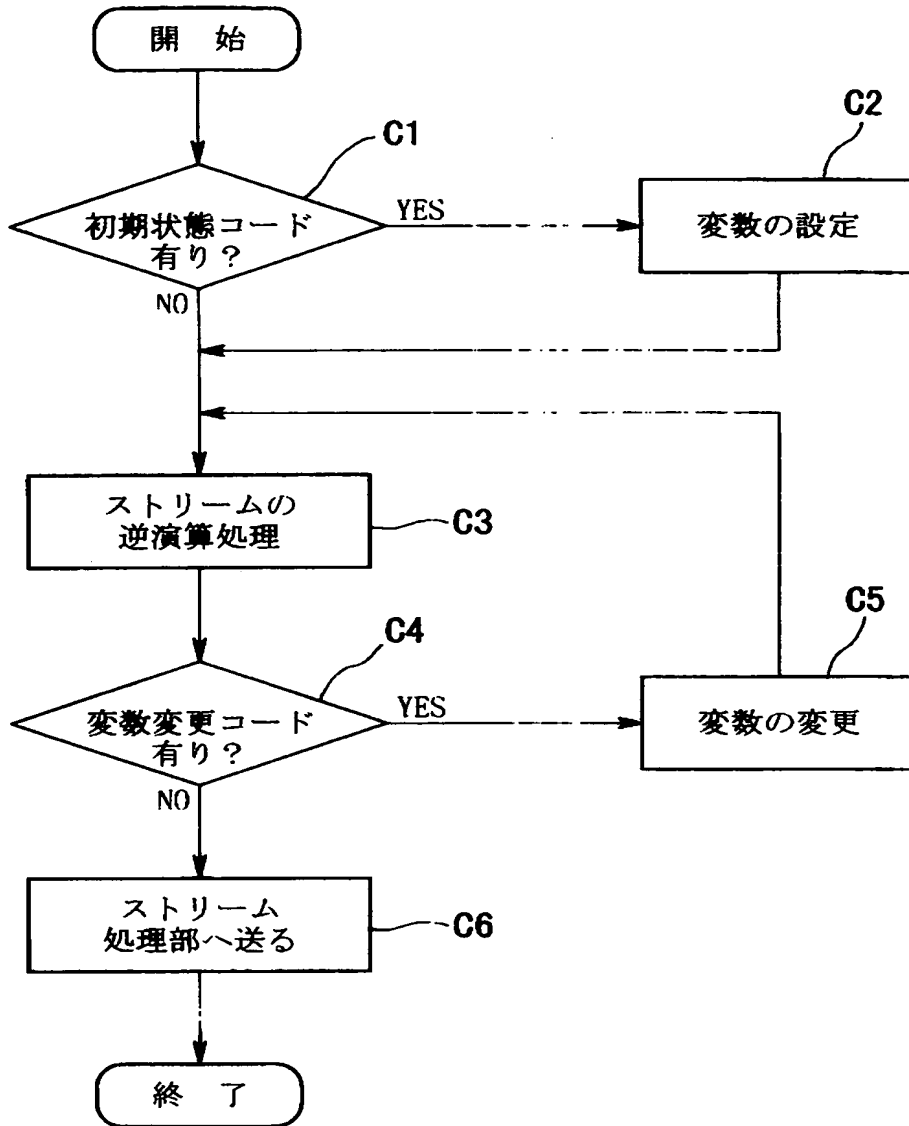 開 始
C1
C2
初期状態コード
有り？
YES
変数の設定
NO
ストリームの
逆演算処理
C3
C4
C5
変数変更コード
有り？
YES
変数の変更
NO
ストリーム
処理部へ送る
C6
終 了